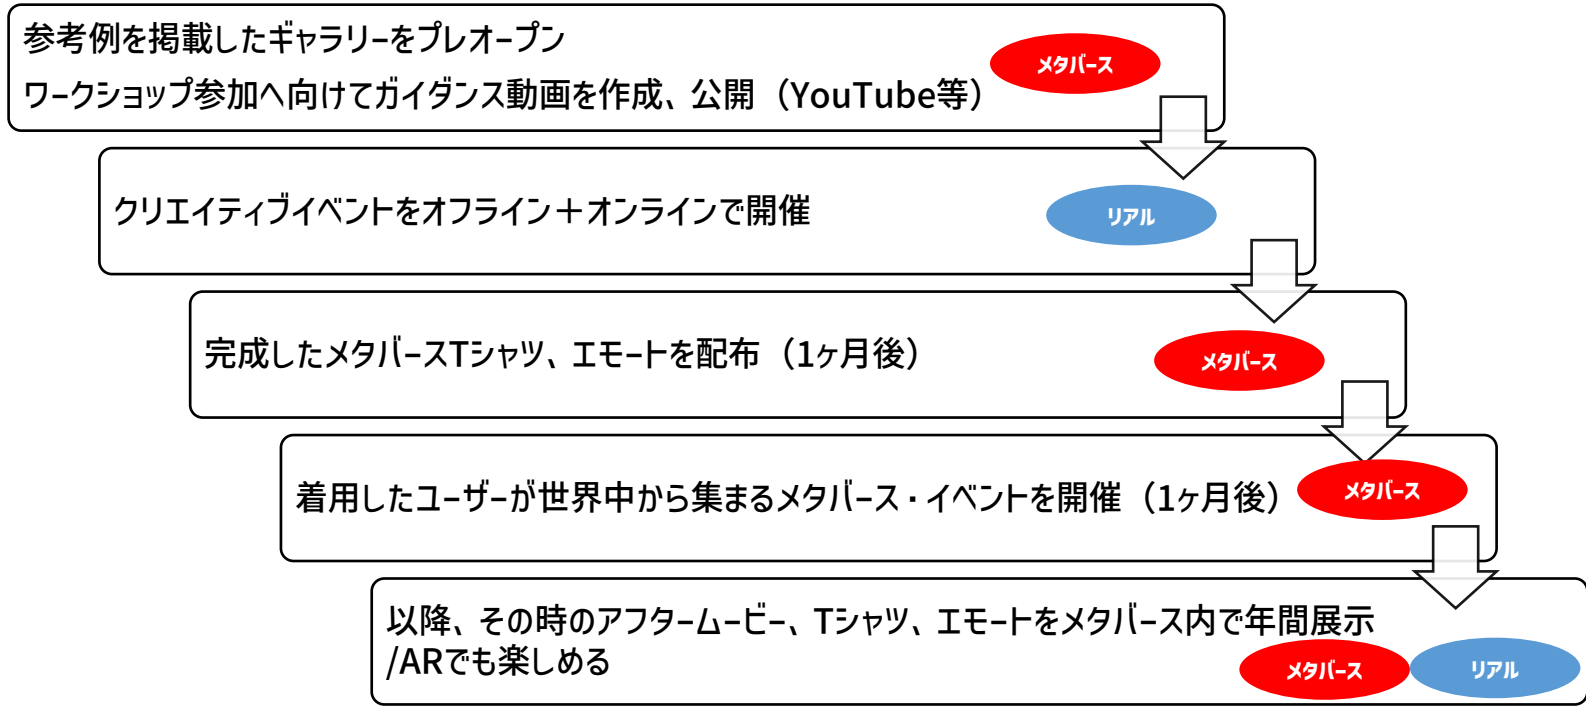 参考例を掲載したギャラリーをプレオープン
ワークショップ参加へ向けてガイダンス動画を作成、公開（YouTube等）
メタバース
クリエイティブイベントをオフライン＋オンラインで開催
リアル
完成したメタバースTシャツ、エモートを配布（1ヶ月後）
メタバース
着用したユーザーが世界中から集まるメタバース・イベントを開催（1ヶ月後）
メタバース
以降、その時のアフタームービー、Tシャツ、エモートをメタバース内で年間展示
/ARでも楽しめる
メタバース
リアル